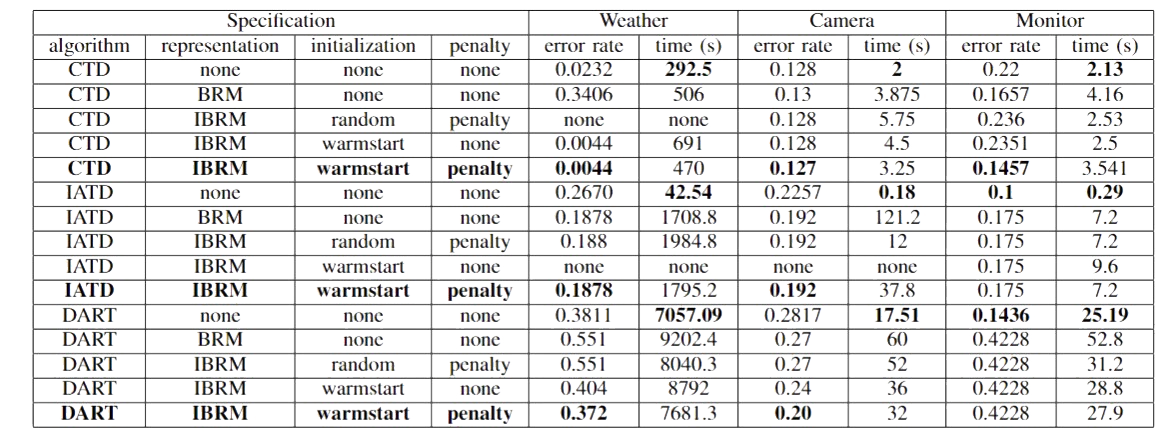 Specification Weather Camera Monitor
algorithm representation initialization penalty error rate time (s) error rate time (s) error rate time (s)
CTD none none none 0.0232 292.5 0.128 2 0.22 2.13
CTD BRM none none 0.3406 506 0.13 3.875 0.1657 4.16
CTD IBRM random penalty none none 0.128 5.75 0.236 2.53
CTD IBRM warmstart none 0.0044 691 0.128 4.5 0.2351 2.5
CTD IBRM warmstart penalty 0.0044 470 0.127 3.25 0.1457 3.541
IATD none none none 0.2670 42.54 0.2257 0.18 0.1 0.29
IATD BRM none none 0.1878 1708.8 0.192 121.2 0.175 7.2
IATD IBRM random penalty 0.188 1984.8 0.192 12 0.175 7.2
IATD IBRM warmstart none none none none none 0.175 9.6
IATD IBRM warmstart penalty 0.1878 1795.2 0.192 37.8 0.175 7.2
DART none none none 0.3811 7057.09 0.2817 17.51 0.1436 25.19
DART BRM none none 0.551 9202.4 0.27 60 0.4228 52.8
DART IBRM random penalty 0.551 8040.3 0.27 52 0.4228 31.2
DART IBRM warmstart none 0.404 8792 0.24 36 0.4228 28.8
DART IBRM warmstart penalty 0.372 7681.3 0.20 32 0.4228 27.9